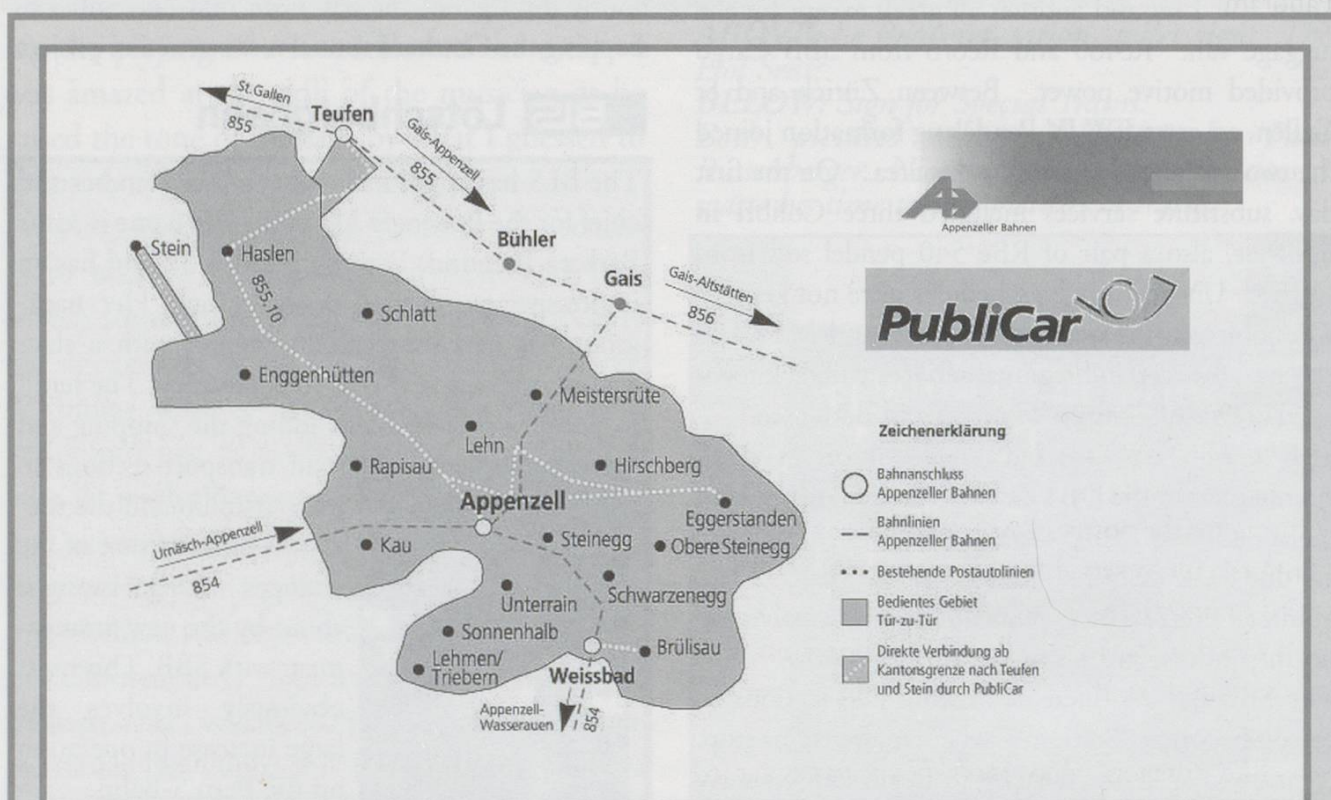 St.Gallen
855
Teufen
Gais-Appenzell
855
Bühler
Gais
Gais-Altstätten
856
Stein
Haslen
855.10
Schlatt
Enggenhütten
Meistersrüte
Lehn
Rapisau
Hirschberg
Appenzell
Eggerstanden
Urnäsch-Appenzell
854
Kau
Steinegg
Obere Steinegg
Unterrain
Schwarzenegg
Sonnenhalb
Lehmen/
Triebern
Brülisau
Weissbad
Appenzell-
Wasserauen
854
AB
Appenzeller Bahnen
PubliCar
Zeichenerklärung
Bahnanschluss
Appenzeller Bahnen
Bahnlinien
Appenzeller Bahnen
Bestehende Postautolinien
Bedientes Gebiet
Tür-zu-Tür
Direkte Verbindung ab
Kantonsgrenze nach Teufen
und Stein durch PubliCar